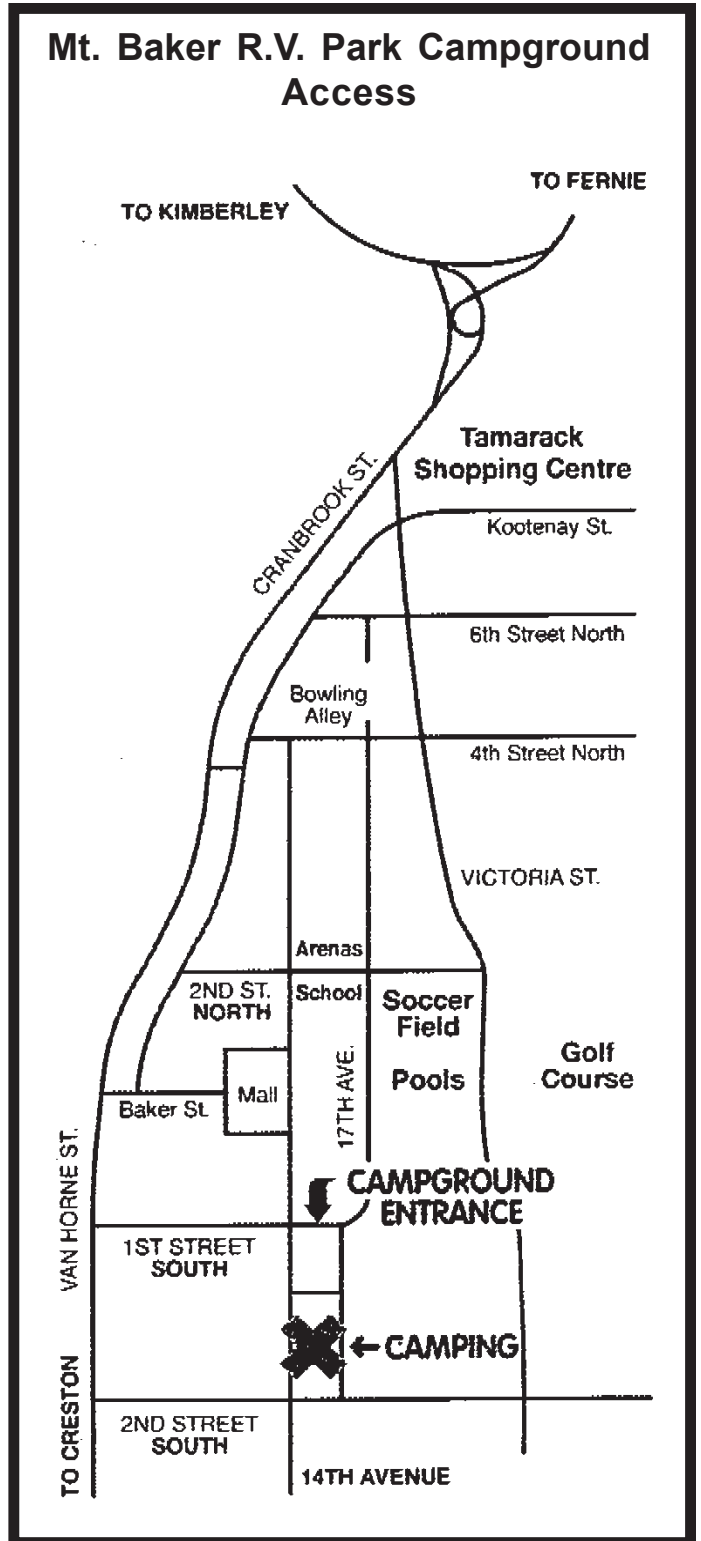 Mt. Baker R.V. Park Campground
Access
TO FERNIE
TO KIMBERLEY
Tamarack
Shopping Centre
CRANBROOK ST.
Kootenay St.
6th Street North
Bowling
Alley
4th Street North
VICTORIA ST.
Arenas
2ND ST.
NORTH
School
Soccer
Field
Pools
Golf
Course
17TH AVE.
Mall
Baker St.
VAN HORNE ST.
CAMPGROUND
ENTRANCE
1ST STREET
SOUTH
←CAMPING
TO CRESTON
2ND STREET
SOUTH
14TH AVENUE